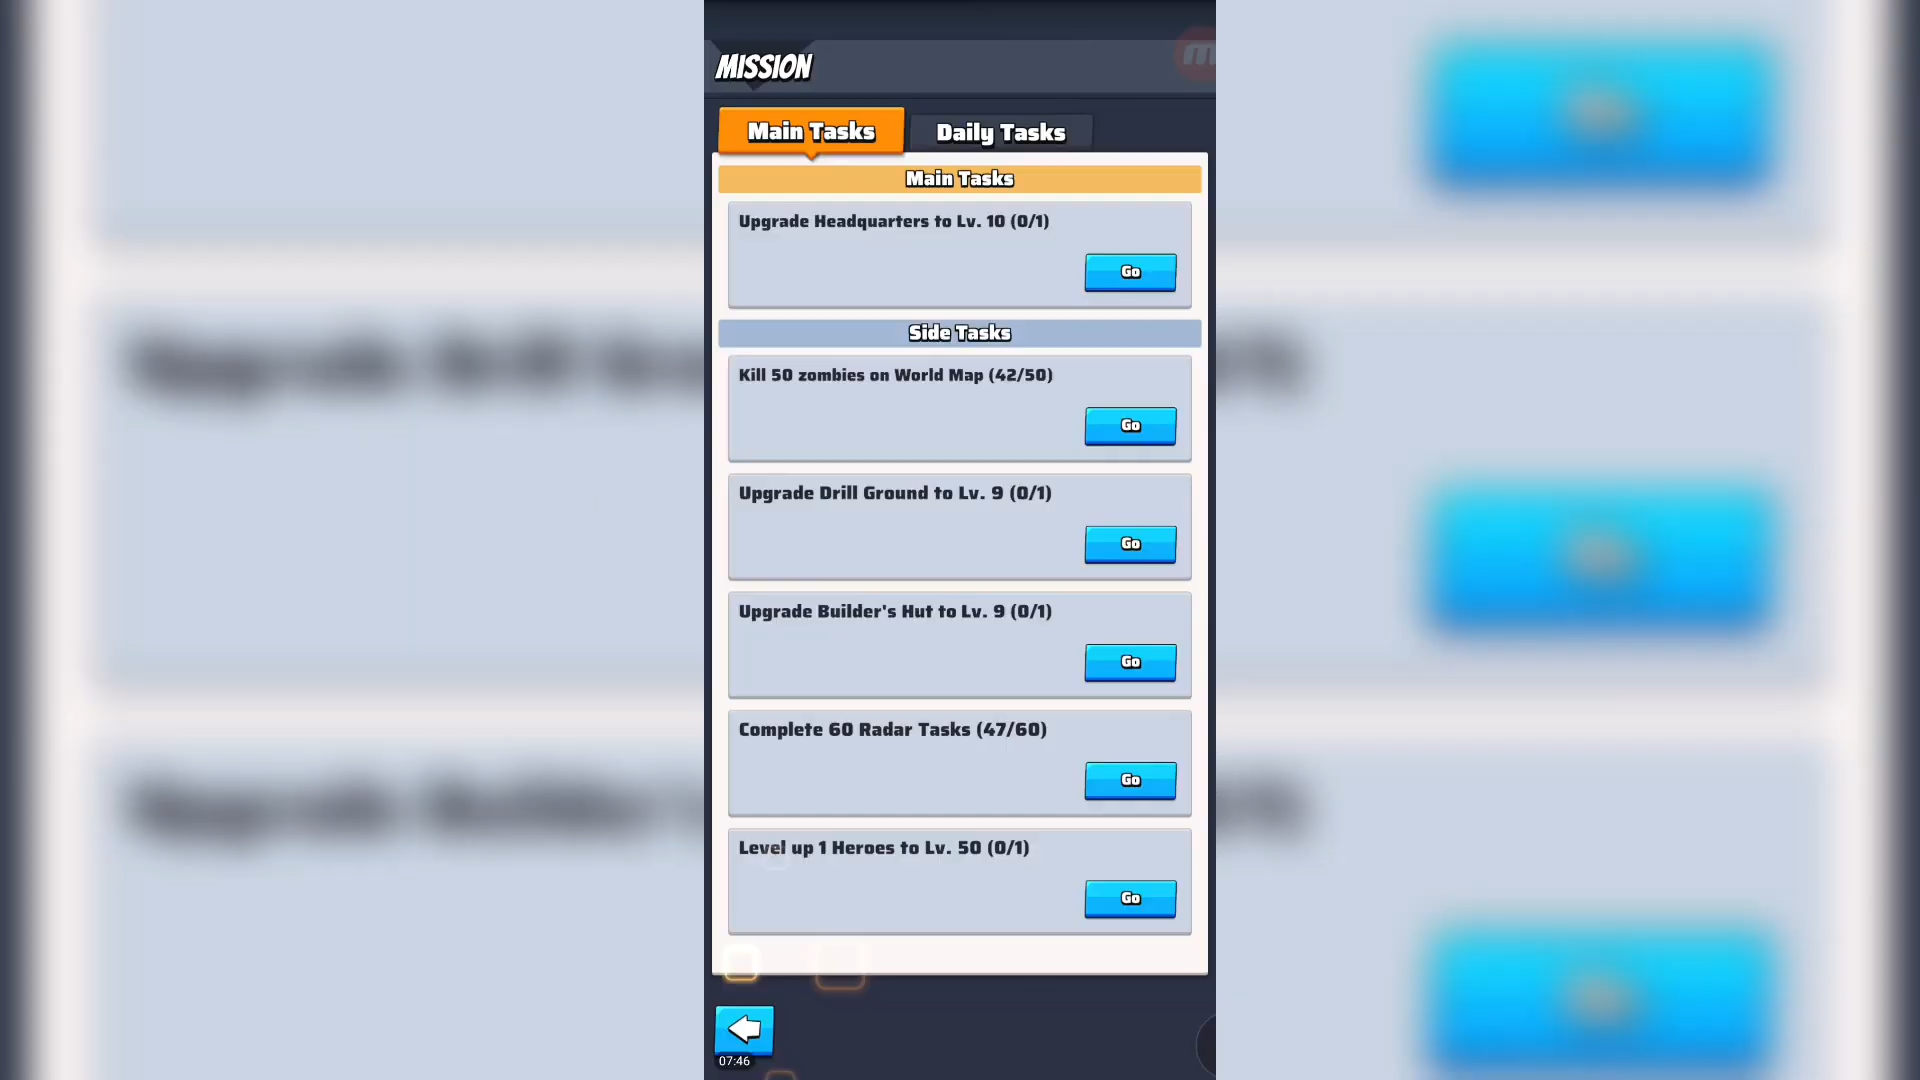 MISSION
Main Tasks
Daily Tasks
Main Tasks
Upgrade Headquarters to Lv. 10 (0/1)
Go
Side Tasks
Kill 50 zombies on World Map (42/50)
Go
Upgrade Drill Ground to Lv. 9 (0/1)
Go
Upgrade Builder's Hut to Lv. 9 (0/1)
Go
Complete 60 Radar Tasks (47/60)
Go
Level up 1 Heroes to Lv. 50 (0/1)
Go
07:46